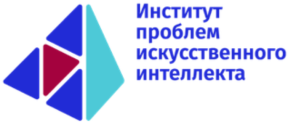 Институт
проблем
искусственного
интеллекта